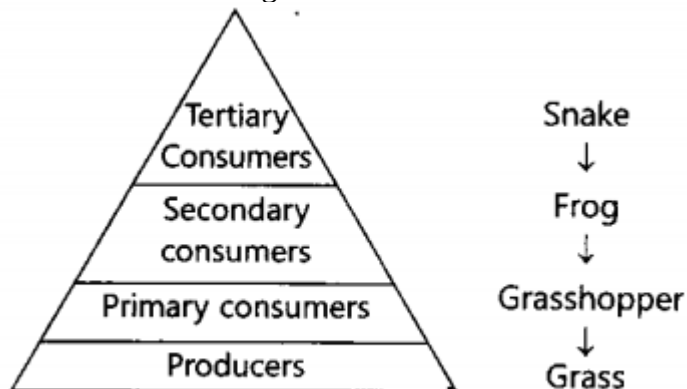 Tertiary
Consumers
Secondary
consumers
Primary consumers
Producers
Snake
↓
Frog
↓
Grasshopper
↓
Grass